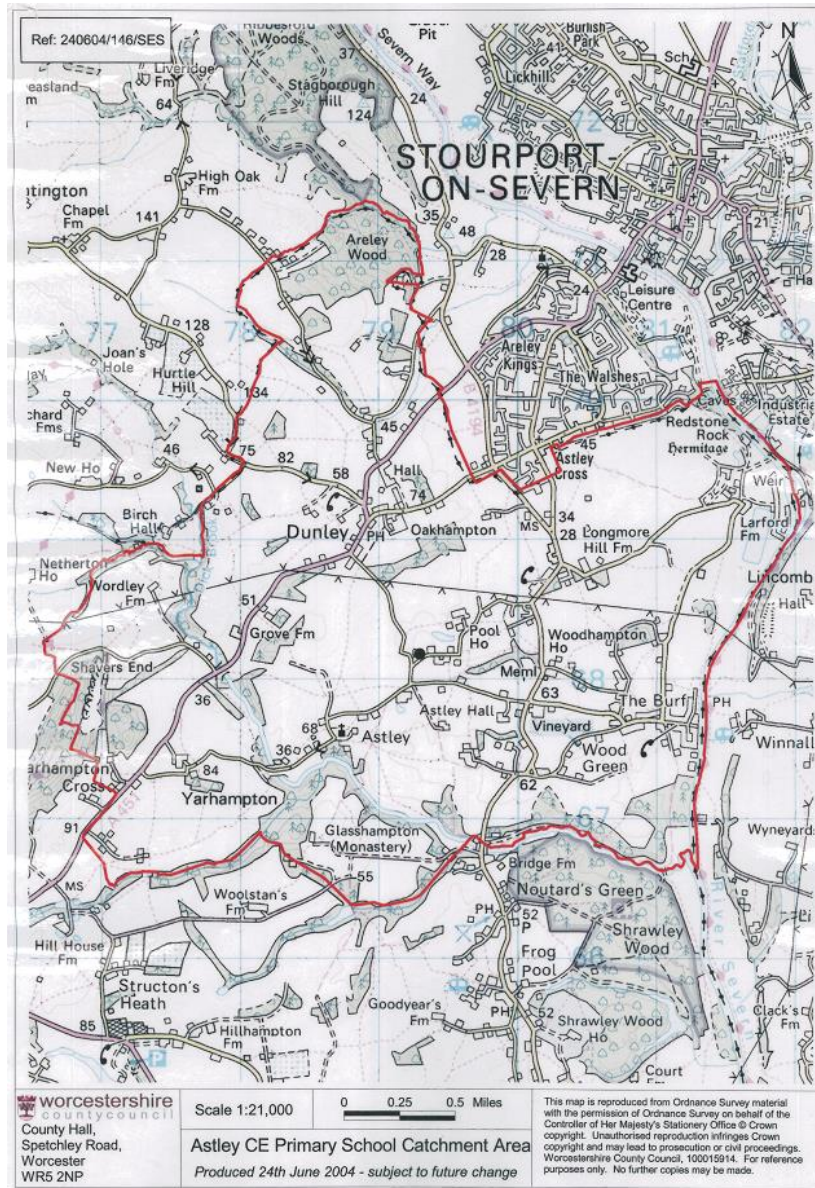 Ref: 240604/146/SES
Ribbesford
Woods
Severn Way
Pit
Burlish
Park
N
Liveridge
Fm
37
Stagborough
Hill
124
24
Lickhill
41
Sch
64
72
STOURPORT-
ON-SEVERN
High Oak
Fm
Chapel
Fm
141
35
48
28
21
Areley
Wood
24
Leisure
Centre
77
78
79
80
81
82
128
Joan's
Hole
Hurtle
Hill
Areley
Kings
The Walshes
134
B4194
Caves
Redstone
Rock
Hermitage
Industrial
Estate
45
46
75
82
58
Hall
74
45
Astley
Cross
New Ho
Weir
Birch
Hall
Dunley
PH
Oakhampton
MS
34
28
Longmore
Hill Fm
Larford
Fm
Netherton
Ho
Wordley
Fm
Lincomb
Hall
51
Grove Fm
Pool
Ho
Woodhampton
Ho
Shavers End
Meml
88
36
63
The Burf
PH
Astley Hall
68
36
Astley
Vineyard
Wood
Green
Winnall
Cross
84
Yarhampton
62
A451
91
67
Glasshampton
(Monastery)
Wyneyards
Bridge Fm
55
Noutard's Green
MS
Woolstan's
Fm
PH
52
P
Shrawley
Wood
River Severn
Hill House
Fm
Frog
Pool
66
Structon's
Heath
Goodyear's
Fm
PH
52
Clack's
Fm
85
Hillhampton
Fm
Shrawley Wood
Ho
P
Court
Fm
worcestershire
countycouncil
County Hall,
Spetchley Road,
Worcester
WR5 2NP
Scale 1:21,000
0 0.25 0.5 Miles
Astley CE Primary School Catchment Area
Produced 24th June 2004 - subject to future change
This map is reproduced from Ordnance Survey material
with the permission of Ordnance Survey on behalf of the
Controller of Her Majesty's Stationery Office © Crown
copyright. Unauthorised reproduction infringes Crown
copyright and may lead to prosecution or civil proceedings.
Worcestershire County Council, 100015914. For reference
purposes only. No further copies may be made.